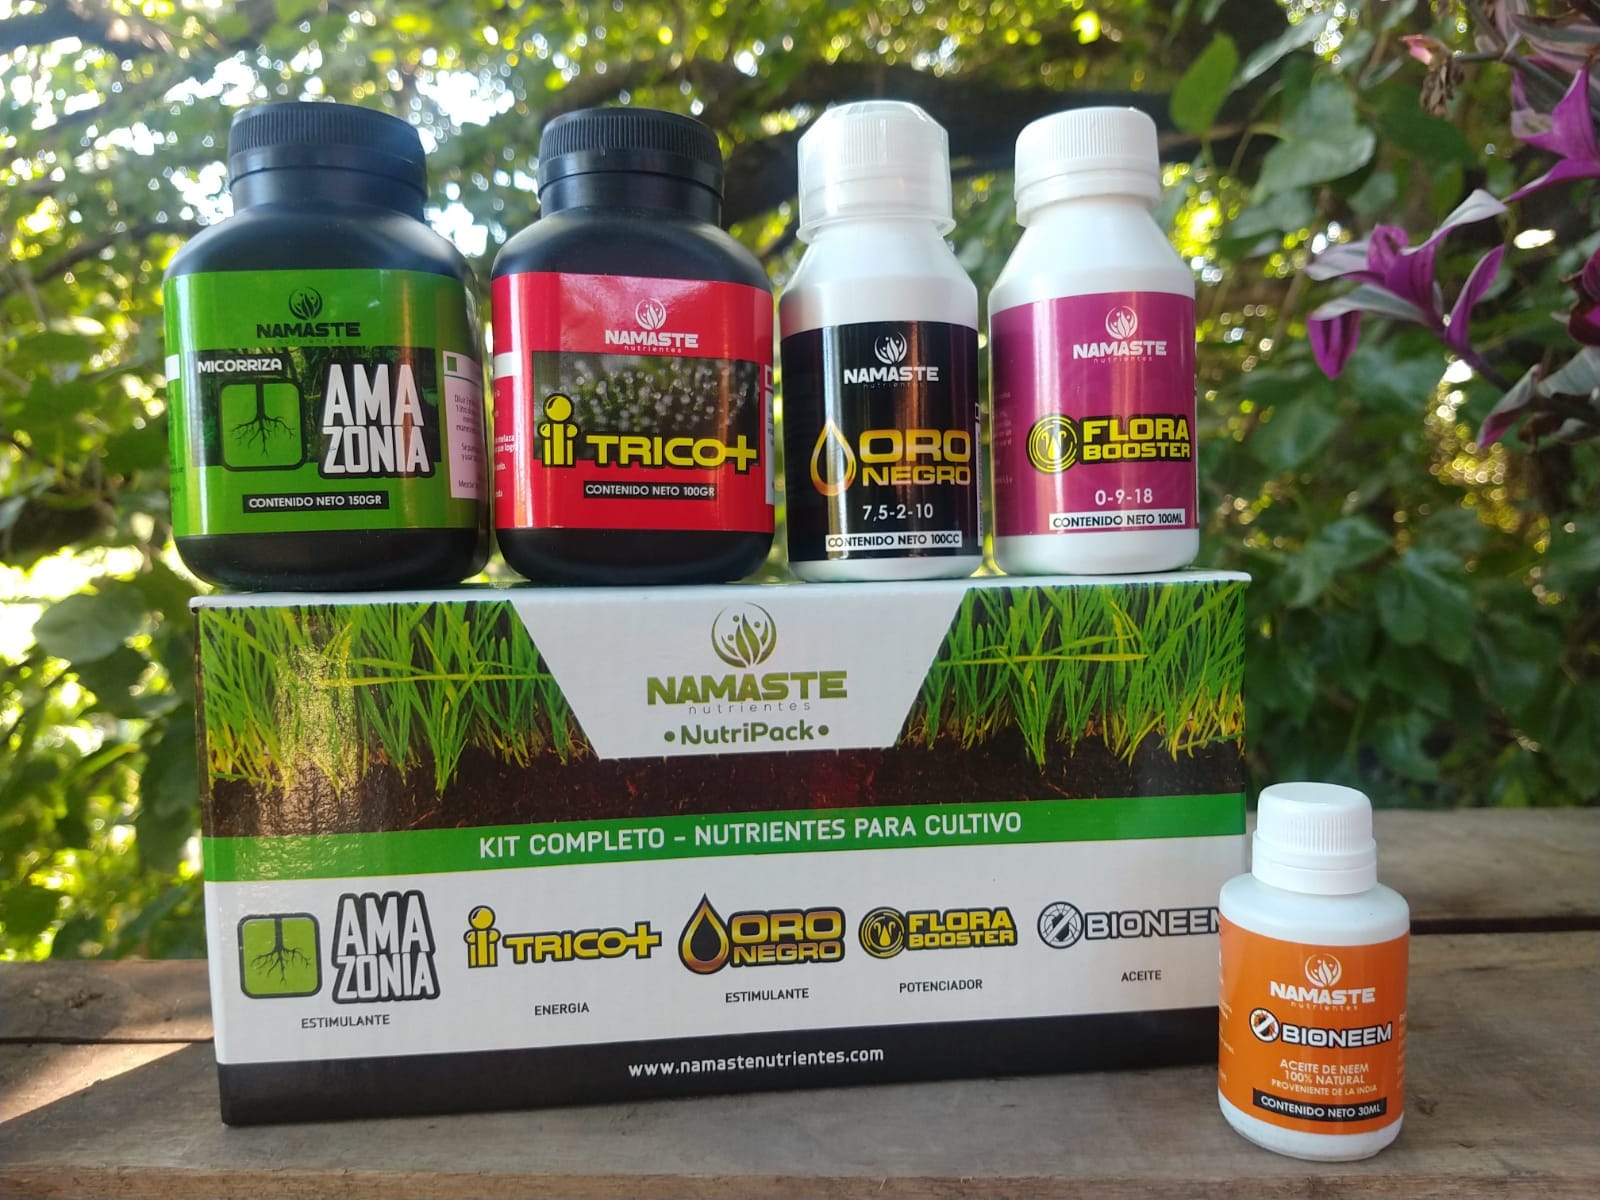 NAMASTE
nutrientes
MICORRIZA
AMA
ZONIA
CONTENIDO NETO 150GR
NAMASTE
nutrientes
TRICO+
CONTENIDO NETO 100GR
NAMASTE
nutrientes
ORO
NEGRO
7,5-2-10
CONTENIDO NETO 100CC
NAMASTE
nutrientes
FLORA
BOOSTER
0-9-18
CONTENIDO NETO 100ML
NAMASTE
nutrientes
•NutriPack•
KIT COMPLETO - NUTRIENTES PARA CULTIVO
AMA
ZONIA
ESTIMULANTE
TRICO+
ENERGIA
ORO
NEGRO
ESTIMULANTE
FLORA
BOOSTER
POTENCIADOR
BIONEEM
ACEITE
www.namastenutrientes.com
NAMASTE
nutrientes
BIONEEM
ACEITE DE NEEM
100% NATURAL
PROVENIENTE DE LA INDIA
CONTENIDO NETO 30ML